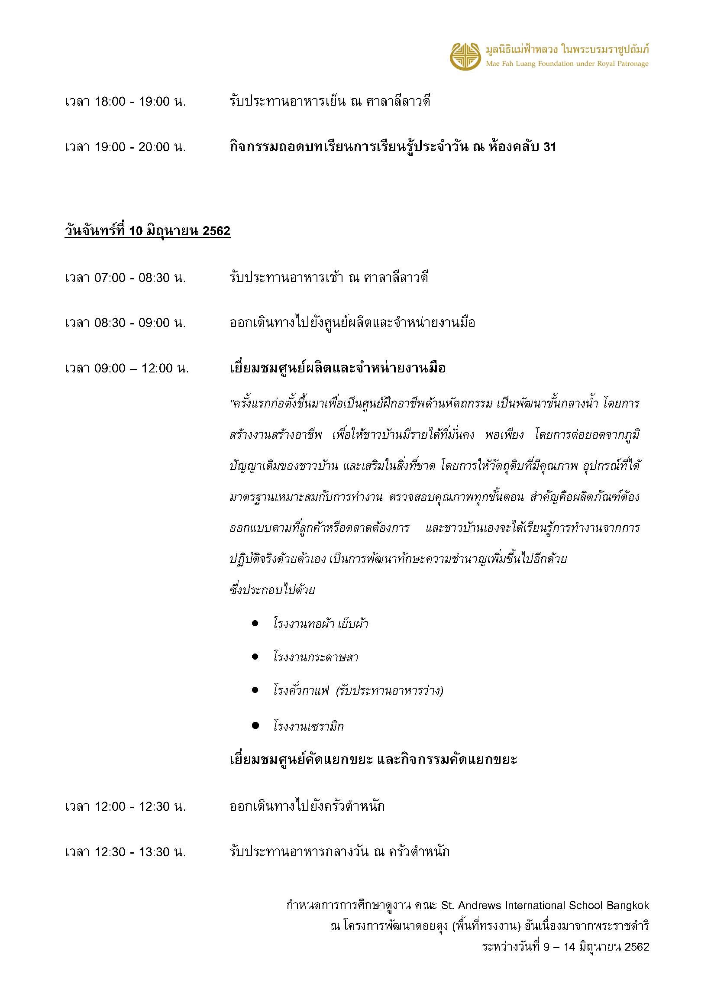 มูลนิธิแม่ฟ้าหลวง ในพระบรมราชูปถัมภ์
Mae Fah Luang Foundation under Royal Patronage
เวลา 18:00 - 19:00 น. รับประทานอาหารเย็น ณ ศาลาลีลาวดี
เวลา 19:00 - 20:00 น. กิจกรรมถอดบทเรียนการเรียนรู้ประจำวัน ณ ห้องคลับ 31
วันจันทร์ที่ 10 มิถุนายน 2562
เวลา 07:00 - 08:30 น. รับประทานอาหารเช้า ณ ศาลาลีลาวดี
เวลา 08:30 - 09:00 น. ออกเดินทางไปยังศูนย์ผลิตและจำหน่ายงานมือ
เวลา 09:00 – 12:00 น. เยี่ยมชมศูนย์ผลิตและจำหน่ายงานมือ
"ครั้งแรกก่อตั้งขึ้นมาเพื่อเป็นศูนย์ฝึกอาชีพด้านหัตถกรรม เป็นพัฒนาขั้นกลางน้ำ โดยการ
สร้างงานสร้างอาชีพ เพื่อให้ชาวบ้านมีรายได้ที่มั่นคง พอเพียง โดยการต่อยอดจากภูมิ
ปัญญาเดิมของชาวบ้าน และเสริมในสิ่งที่ขาด โดยการให้วัตถุดิบที่มีคุณภาพ อุปกรณ์ที่ได้
มาตรฐานเหมาะสมกับการทำงาน ตรวจสอบคุณภาพทุกขั้นตอน สำคัญคือผลิตภัณฑ์ต้อง
ออกแบบตามที่ลูกค้าหรือตลาดต้องการ และชาวบ้านเองจะได้เรียนรู้การทำงานจากการ
ปฏิบัติจริงด้วยตัวเอง เป็นการพัฒนาทักษะความชำนาญเพิ่มขึ้นไปอีกด้วย
ซึ่งประกอบไปด้วย
● โรงงานทอผ้า เย็บผ้า
● โรงงานกระดาษสา
● โรงคั่วกาแฟ (รับประทานอาหารว่าง)
● โรงงานเซรามิก
เยี่ยมชมศูนย์คัดแยกขยะ และกิจกรรมคัดแยกขยะ
เวลา 12:00 - 12:30 น. ออกเดินทางไปยังครัวตำหนัก
เวลา 12:30 - 13:30 น. รับประทานอาหารกลางวัน ณ ครัวตำหนัก
กำหนดการการศึกษาดูงาน คณะ St. Andrews International School Bangkok
ณ โครงการพัฒนาดอยตุง (พื้นที่ทรงงาน) อันเนื่องมาจากพระราชดำริ
ระหว่างวันที่ 9 – 14 มิถุนายน 2562